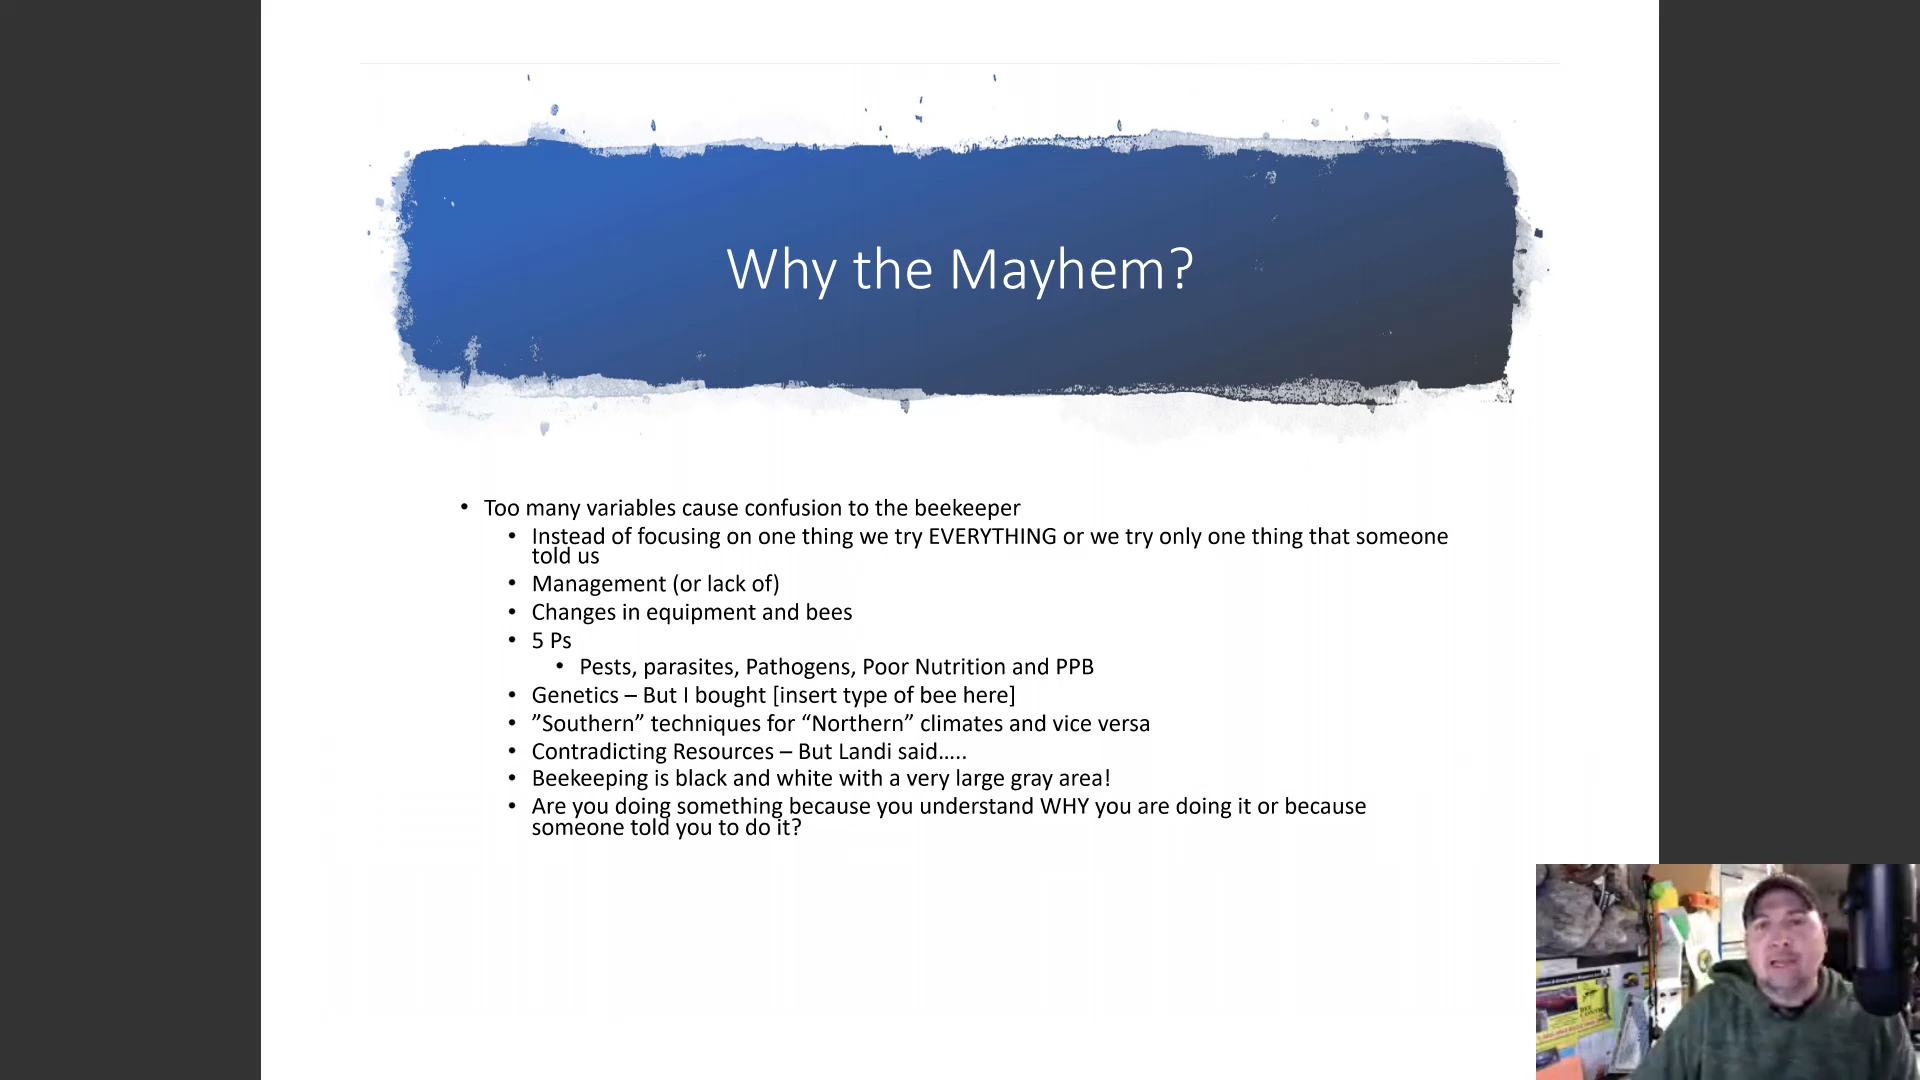 Why the Mayhem?
• Too many variables cause confusion to the beekeeper
• Instead of focusing on one thing we try EVERYTHING or we try only one thing that someone
told us
• Management (or lack of)
• Changes in equipment and bees
• 5 Ps
• Pests, parasites, Pathogens, Poor Nutrition and PPB
• Genetics – But I bought [insert type of bee here]
• ”Southern” techniques for “Northern” climates and vice versa
• Contradicting Resources – But Landi said…..
• Beekeeping is black and white with a very large gray area!
• Are you doing something because you understand WHY you are doing it or because
someone told you to do it?